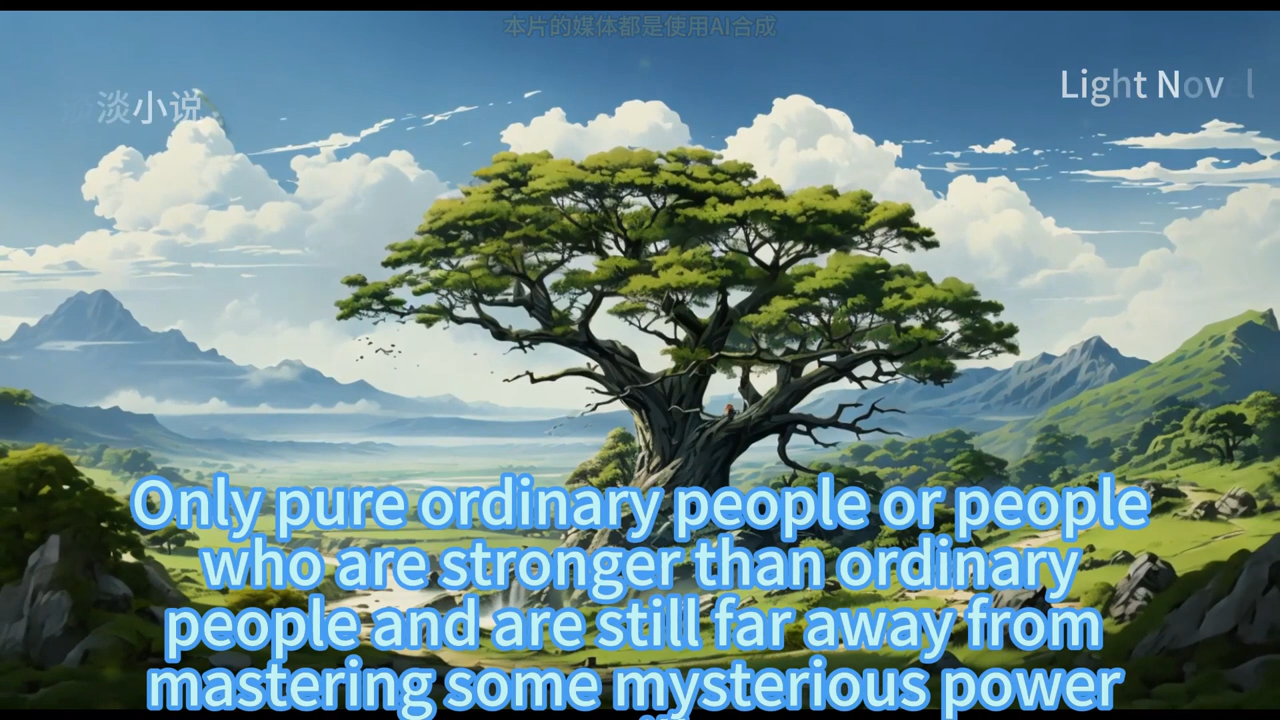 本片的媒体都是使用AI合成
Light Novel
淡小说
Only pure ordinary people or people
who are stronger than ordinary
people and are still far away from
mastering some mysterious power